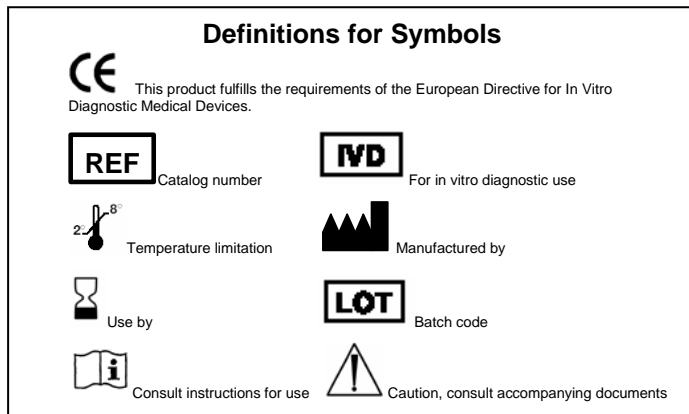 Definitions for Symbols
CE This product fulfills the requirements of the European Directive for In Vitro
Diagnostic Medical Devices.
REF Catalog number
IVD For in vitro diagnostic use
2° 8° Temperature limitation
Manufactured by
Use by
LOT Batch code
i Consult instructions for use
Caution, consult accompanying documents